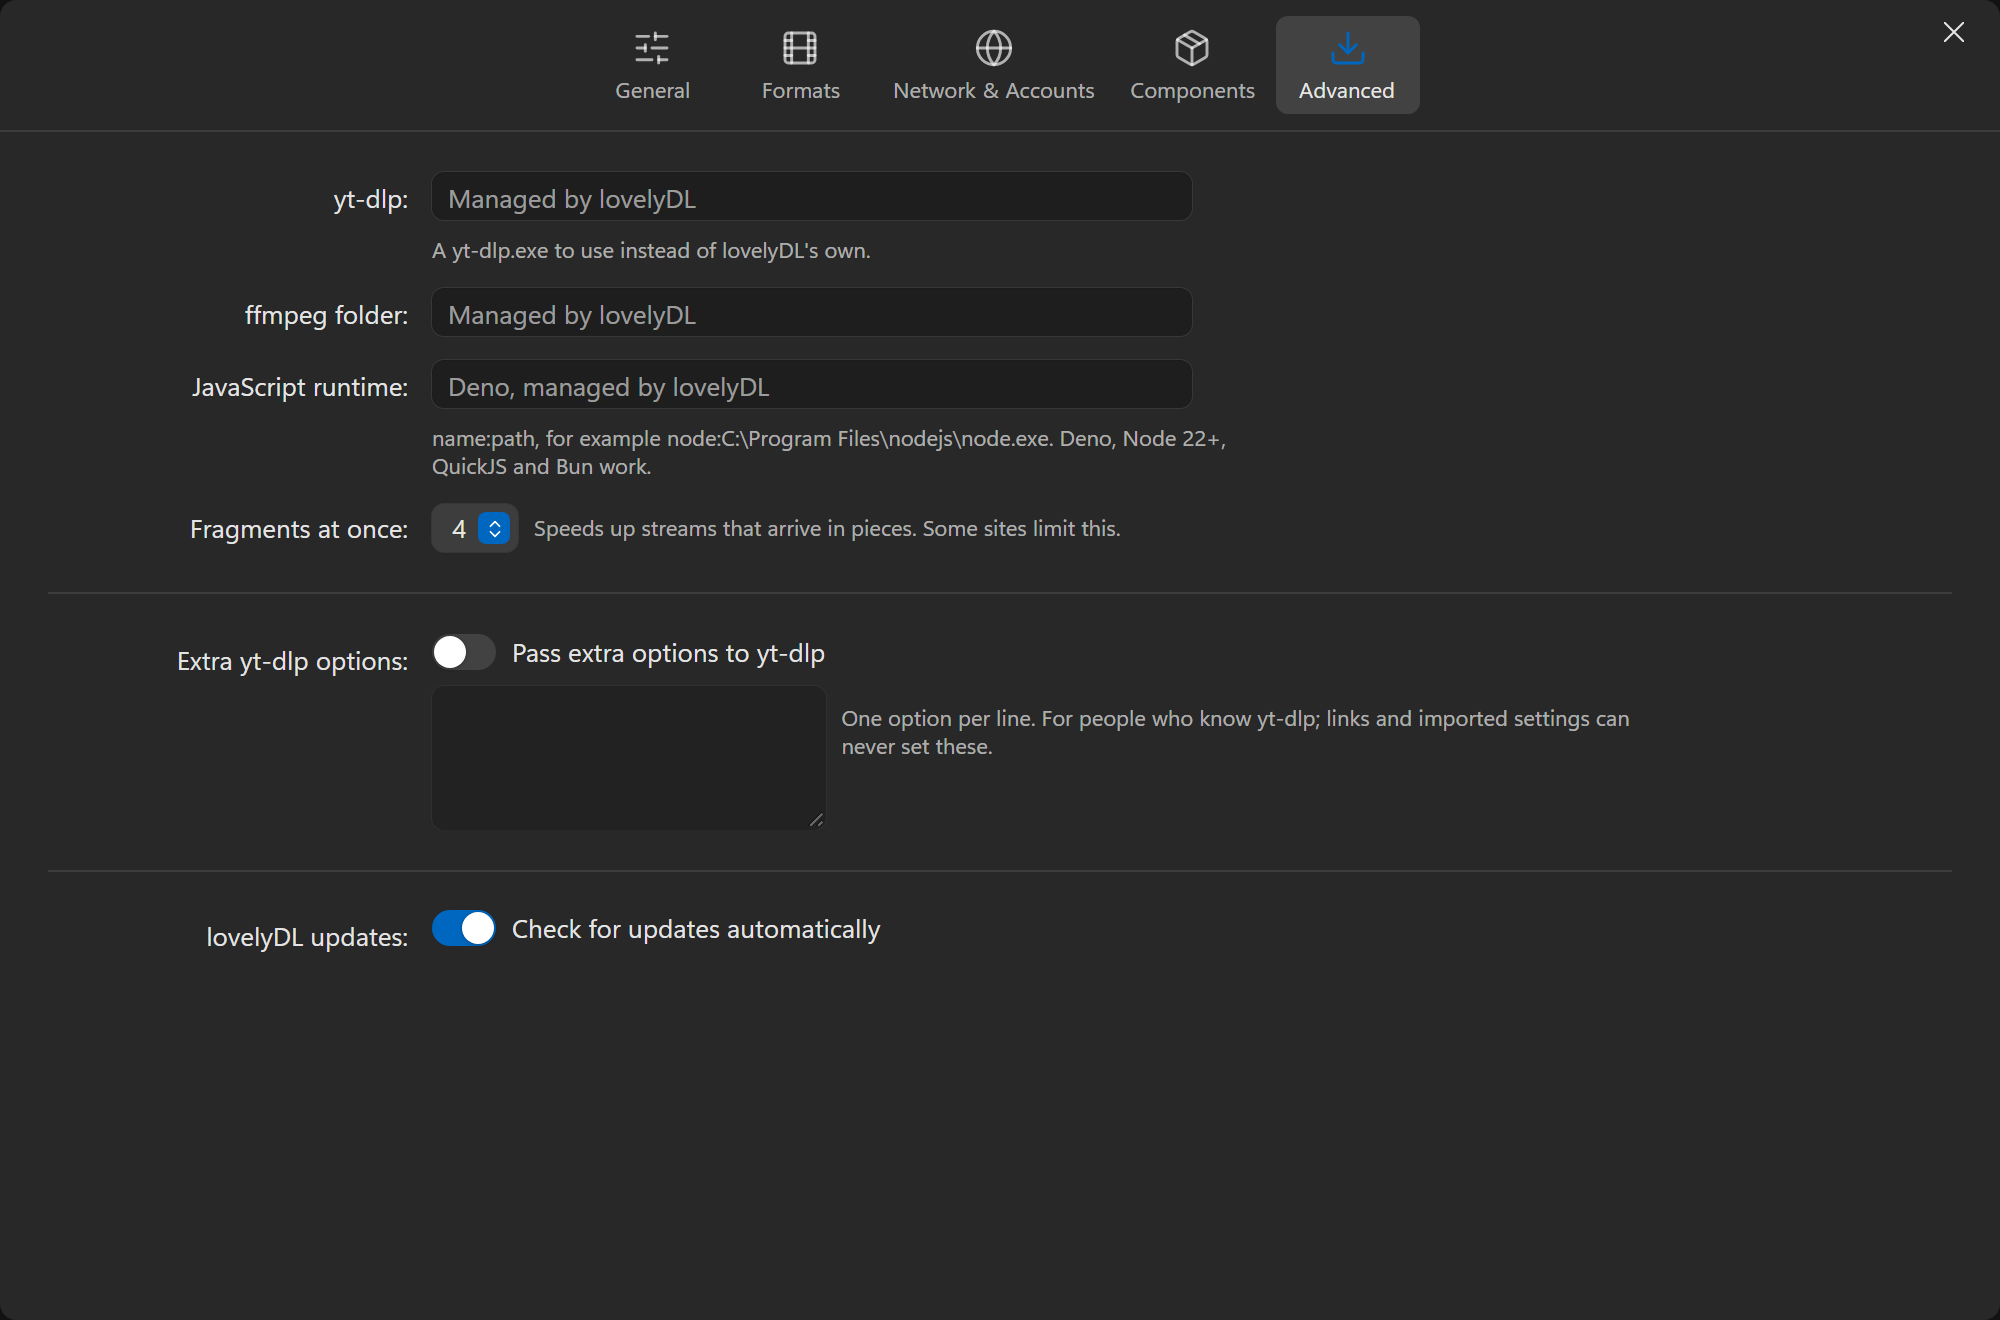 General
Formats
Network & Accounts
Components
Advanced
yt-dlp:
Managed by lovelyDL
A yt-dlp.exe to use instead of lovelyDL's own.
ffmpeg folder:
Managed by lovelyDL
JavaScript runtime:
Deno, managed by lovelyDL
name:path, for example node:C:\Program Files\nodejs\node.exe. Deno, Node 22+,
QuickJS and Bun work.
Fragments at once:
4
Speeds up streams that arrive in pieces. Some sites limit this.
Extra yt-dlp options:
Pass extra options to yt-dlp
One option per line. For people who know yt-dlp; links and imported settings can
never set these.
lovelyDL updates:
Check for updates automatically